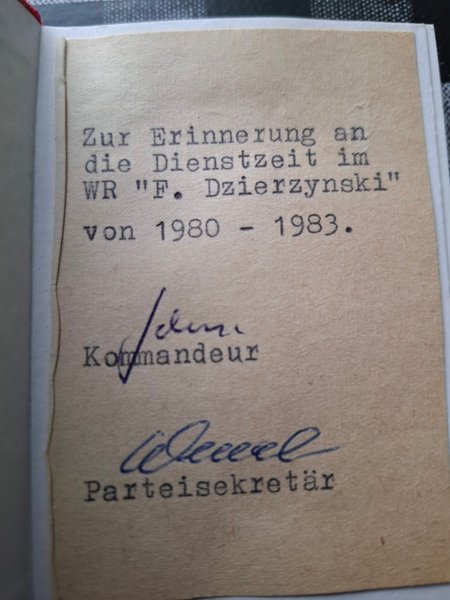 Zur Erinnerung an
die Dienstzeit im
WR "F. Dzierzynski"
von 1980 - 1983.
Kommandeur
Parteisekretär